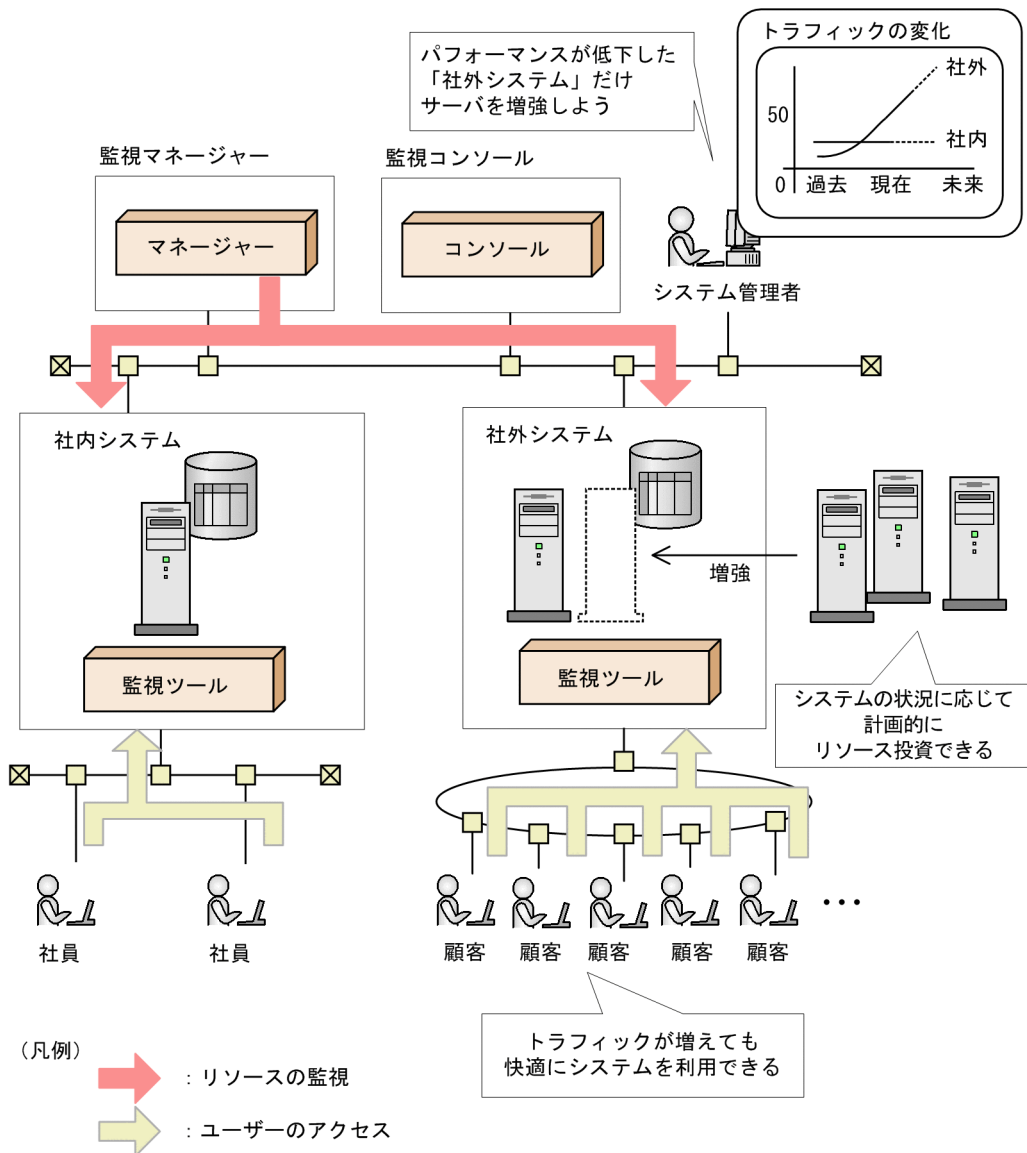 トラフィックの変化
社外
50
社内
0
過去
現在
未来
パフォーマンスが低下した
「社外システム」だけ
サーバを増強しよう
監視マネージャー
監視コンソール
マネージャー
コンソール
システム管理者
社内システム
社外システム
増強
監視ツール
監視ツール
システムの状況に応じて
計画的に
リソース投資できる
社員
社員
顧客
顧客
顧客
顧客
顧客
…
トラフィックが増えても
快適にシステムを利用できる
（凡例）
：リソースの監視
：ユーザーのアクセス